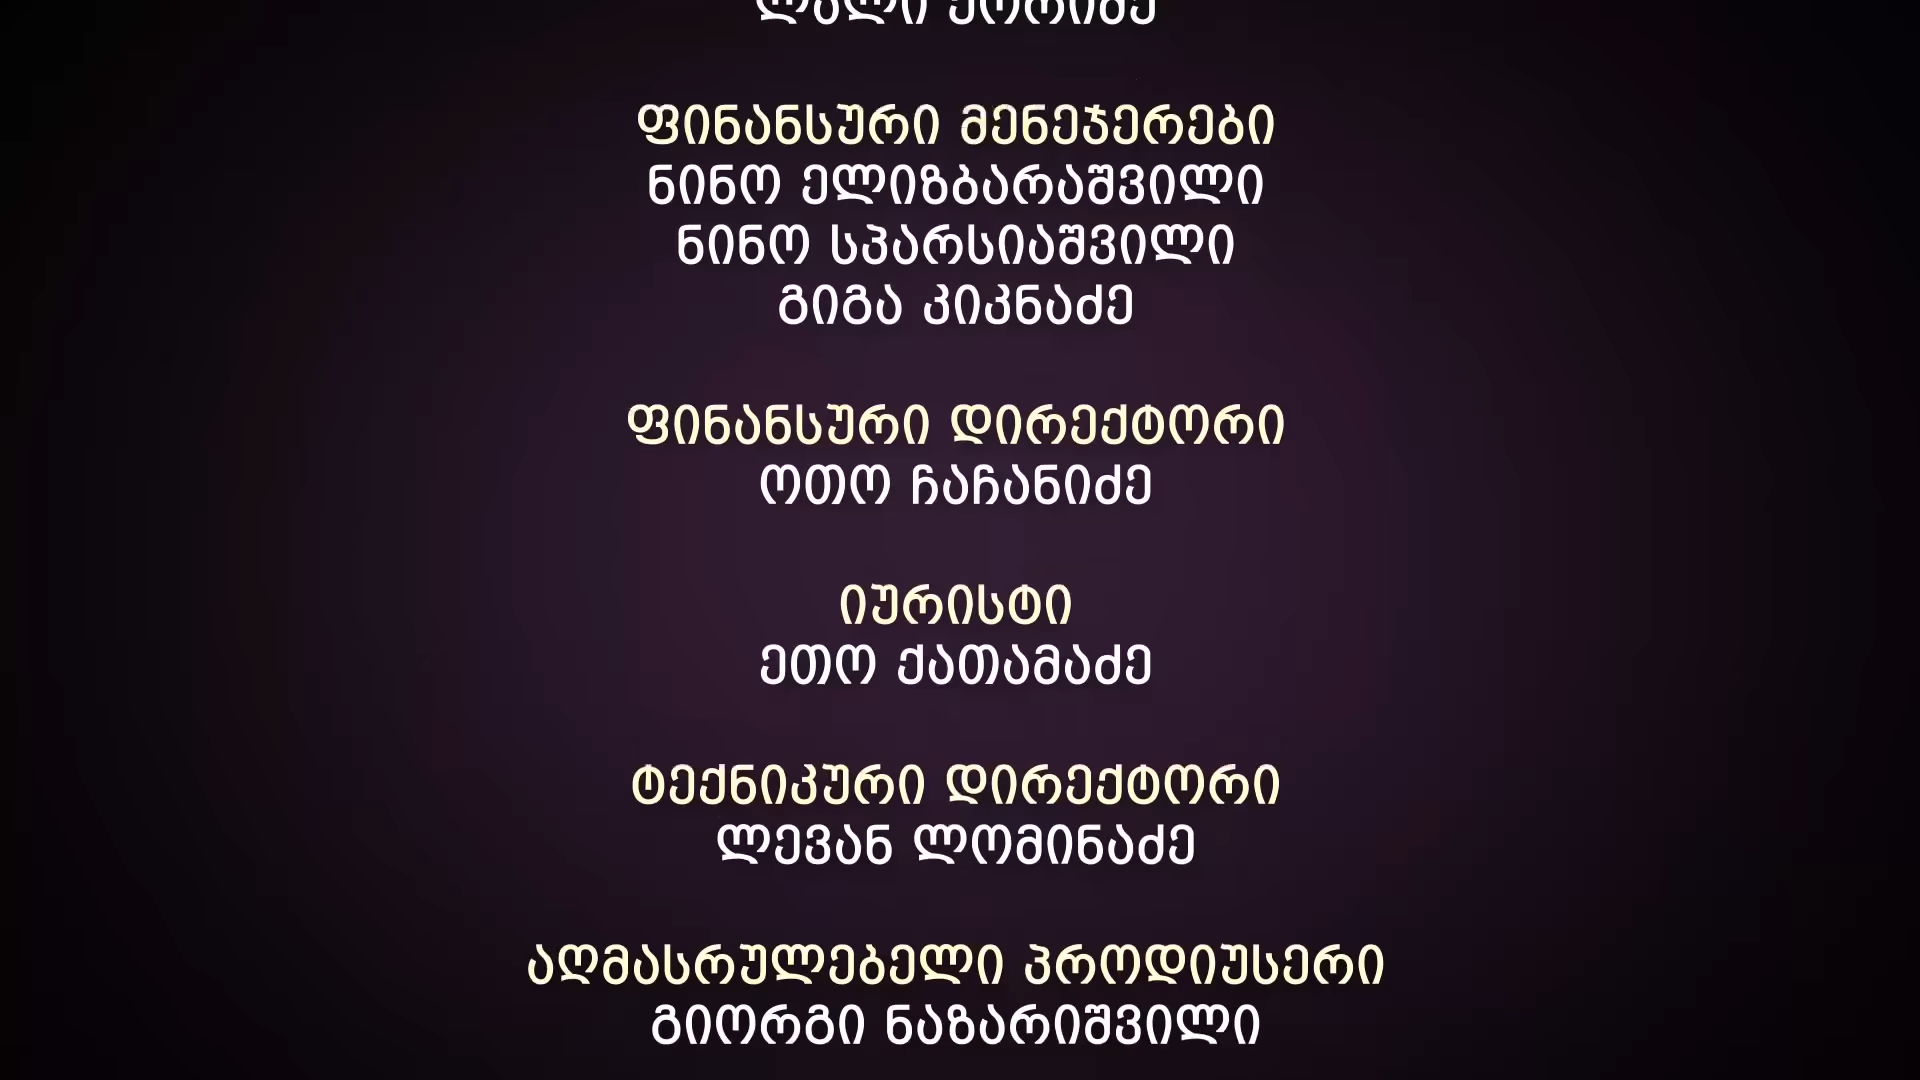 ფინანსური მენეჯერები
ნინო ელიზბარაშვილი
ნინო სპარსიაშვილი
გიგა კიკნაძე
ფინანსური დირექტორი
ოთო ჩაჩანიძე
იურისტი
ეთო ქათამაძე
ტექნიკური დირექტორი
ლევან ლომინაძე
აღმასრულებელი პროდიუსერი
გიორგი ნაზარიშვილი